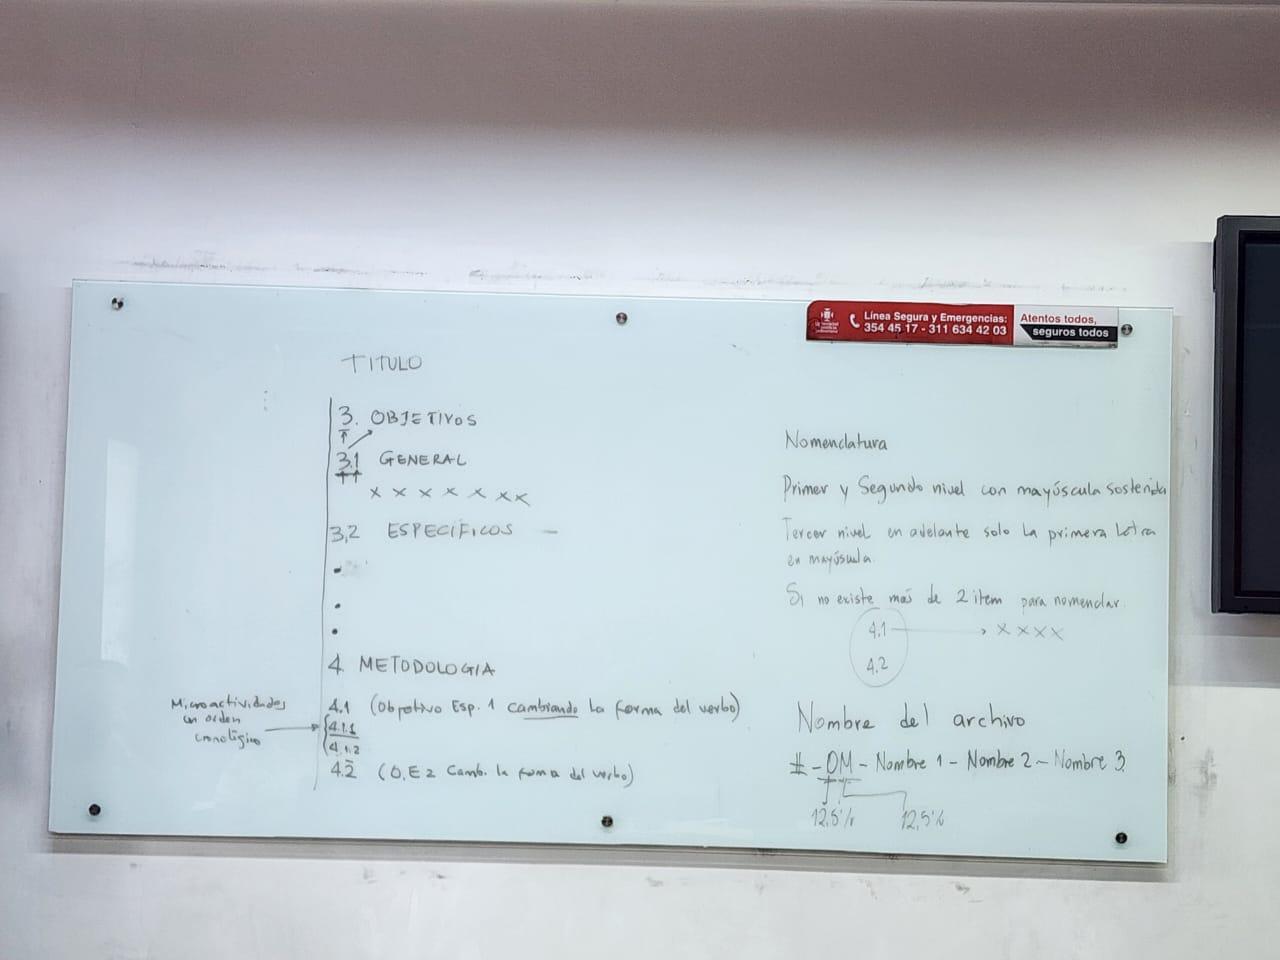 Línea Segura y Emergencias:
354 45 17 - 311 634 42 03
Atentos todos,
seguros todos
TITULO
3. OBJETIVOS
3.1 GENERAL
x x x x x x x
3.2 ESPECÍFICOS -
4. METODOLOGIA
4.1 (Objetivo Esp. 1 cambiando la forma del verbo)
Microactividades
en orden
cronológico
4.1.1
4.1.2
4.2 (O.E 2 Camb. la forma del verbo)
Nomenclatura
Primer y Segundo nivel con mayúscula sostenida
Tercer nivel en adelante solo la primera letra
en mayúscula.
Si no existe más de 2 item para nomenclar.
4.1 → x x x x
4.2
Nombre del archivo
# - OM - Nombre 1 - Nombre 2 - Nombre 3.
12,5% 12,5%